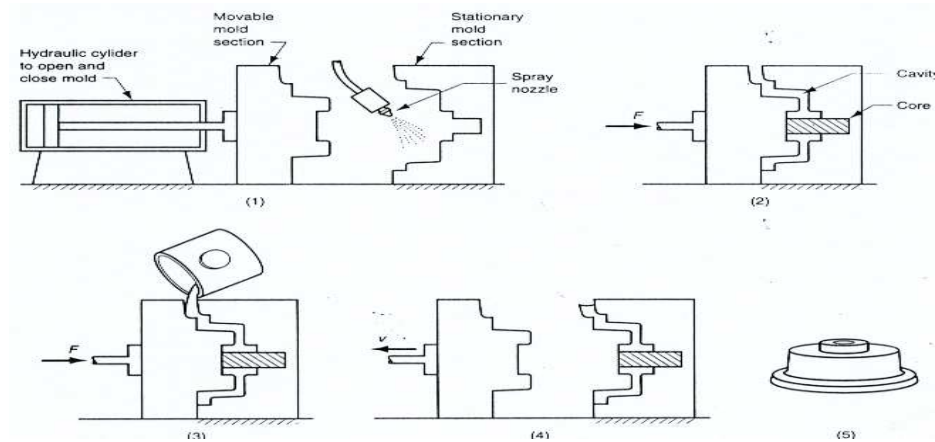 Movable
mold
section
Stationary
mold
section
Hydraulic cylider
to open and
close mold
Spray
nozzle
(1)
Cavity
Core
F
(2)
F
(3)
v
(4)
(5)